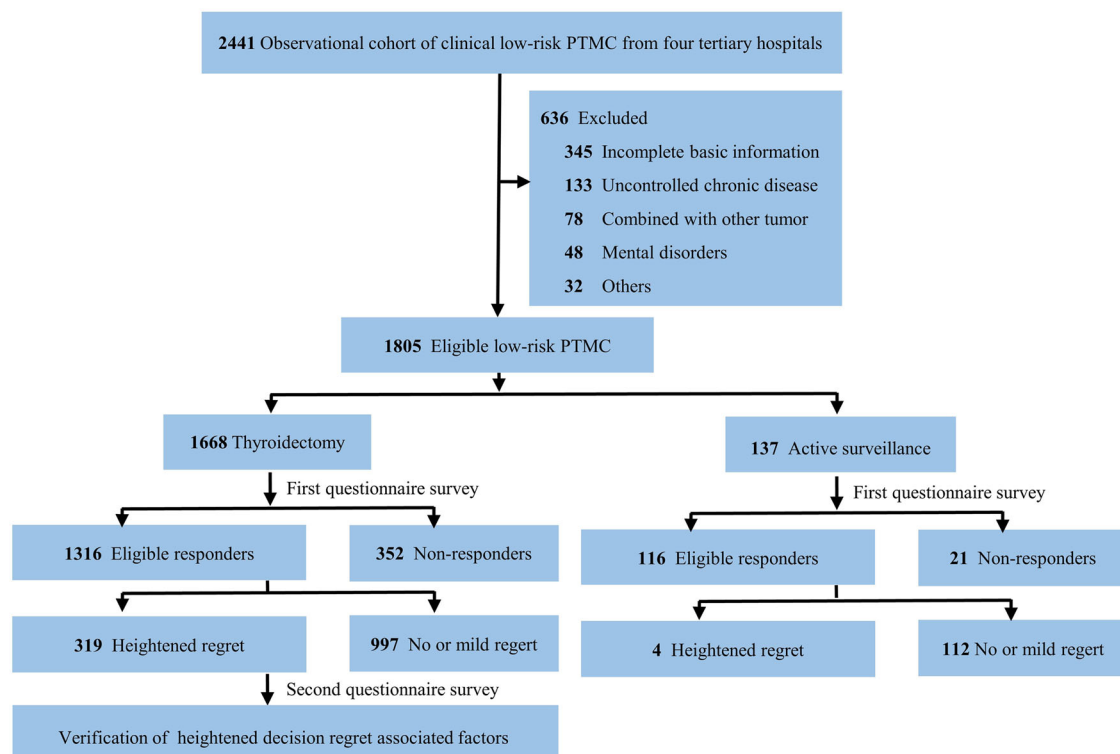 2441 Observational cohort of clinical low-risk PTMC from four tertiary hospitals
636 Excluded
345 Incomplete basic information
133 Uncontrolled chronic disease
78 Combined with other tumor
48 Mental disorders
32 Others
1805 Eligible low-risk PTMC
1668 Thyroidectomy
137 Active surveillance
First questionnaire survey
First questionnaire survey
1316 Eligible responders
352 Non-responders
116 Eligible responders
21 Non-responders
319 Heightened regret
997 No or mild regert
4 Heightened regret
112 No or mild regert
Second questionnaire survey
Verification of heightened decision regret associated factors